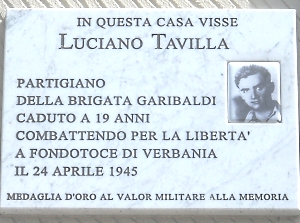 IN QUESTA CASA VISSE
LUCIANO TAVILLA
PARTIGIANO
DELLA BRIGATA GARIBALDI
CADUTO A 19 ANNI
COMBATTENDO PER LA LIBERTA'
A FONDOTOCE DI VERBANIA
IL 24 APRILE 1945
MEDAGLIA D'ORO AL VALOR MILITARE ALLA MEMORIA